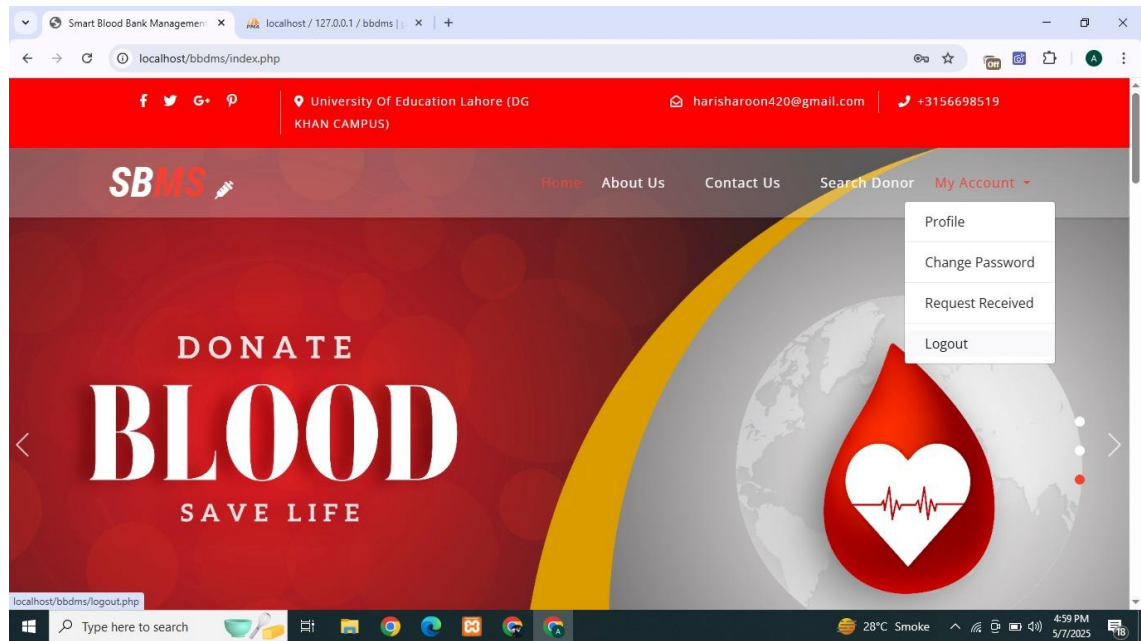 Smart Blood Bank Managemen
localhost / 127.0.0.1 / bbdms |
localhost/bbdms/index.php
Off
A
University Of Education Lahore (DG
KHAN CAMPUS)
harisharoon420@gmail.com
+3156698519
SBMS
Home
About Us
Contact Us
Search Donor
My Account
Profile
Change Password
Request Received
Logout
DONATE
BLOOD
SAVE LIFE
localhost/bbdms/logout.php
Type here to search
28°C Smoke
4:59 PM
5/7/2025
18